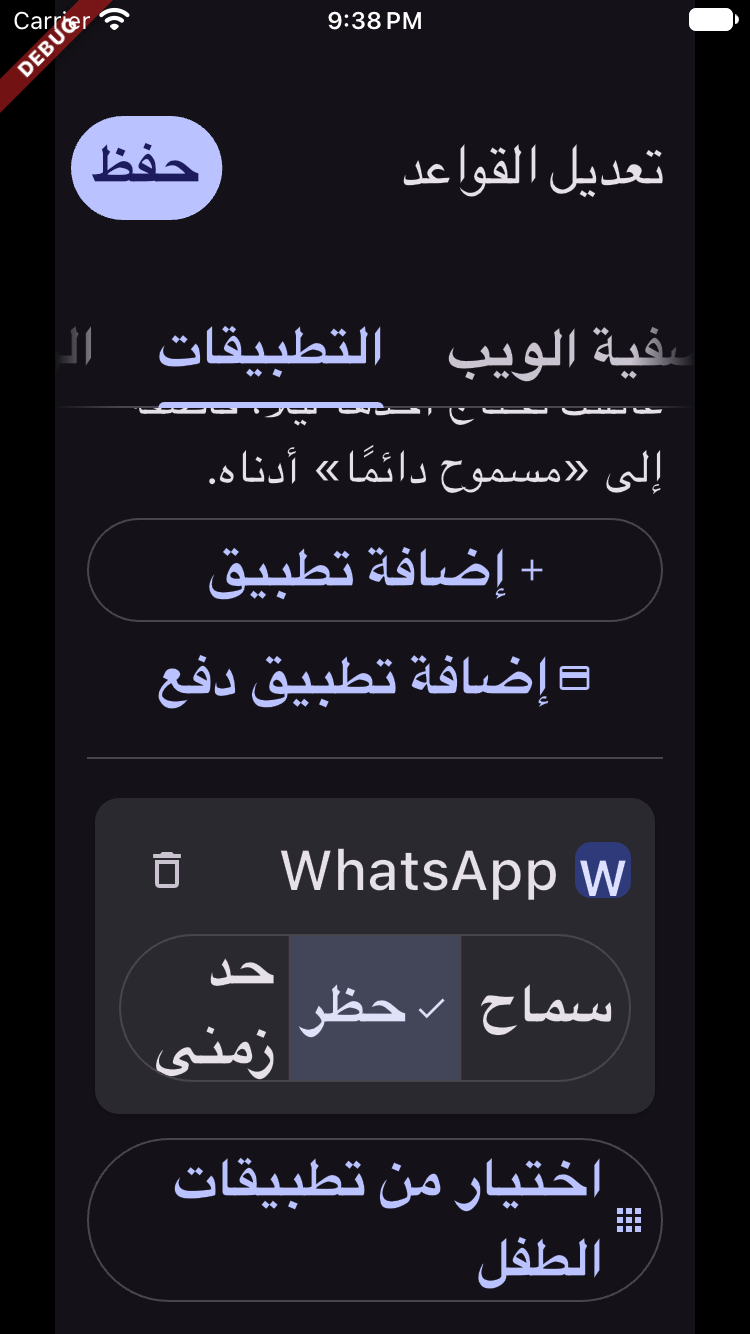 Carrier 9:38 PM
DEBUG
تعديل القواعد
حفظ
الويب
التطبيقات
إلى «مسموح دائمًا» أدناه.
+ إضافة تطبيق
إضافة تطبيق دفع
W WhatsApp
سماح
حظر
حد
زمني
اختيار من تطبيقات
الطفل